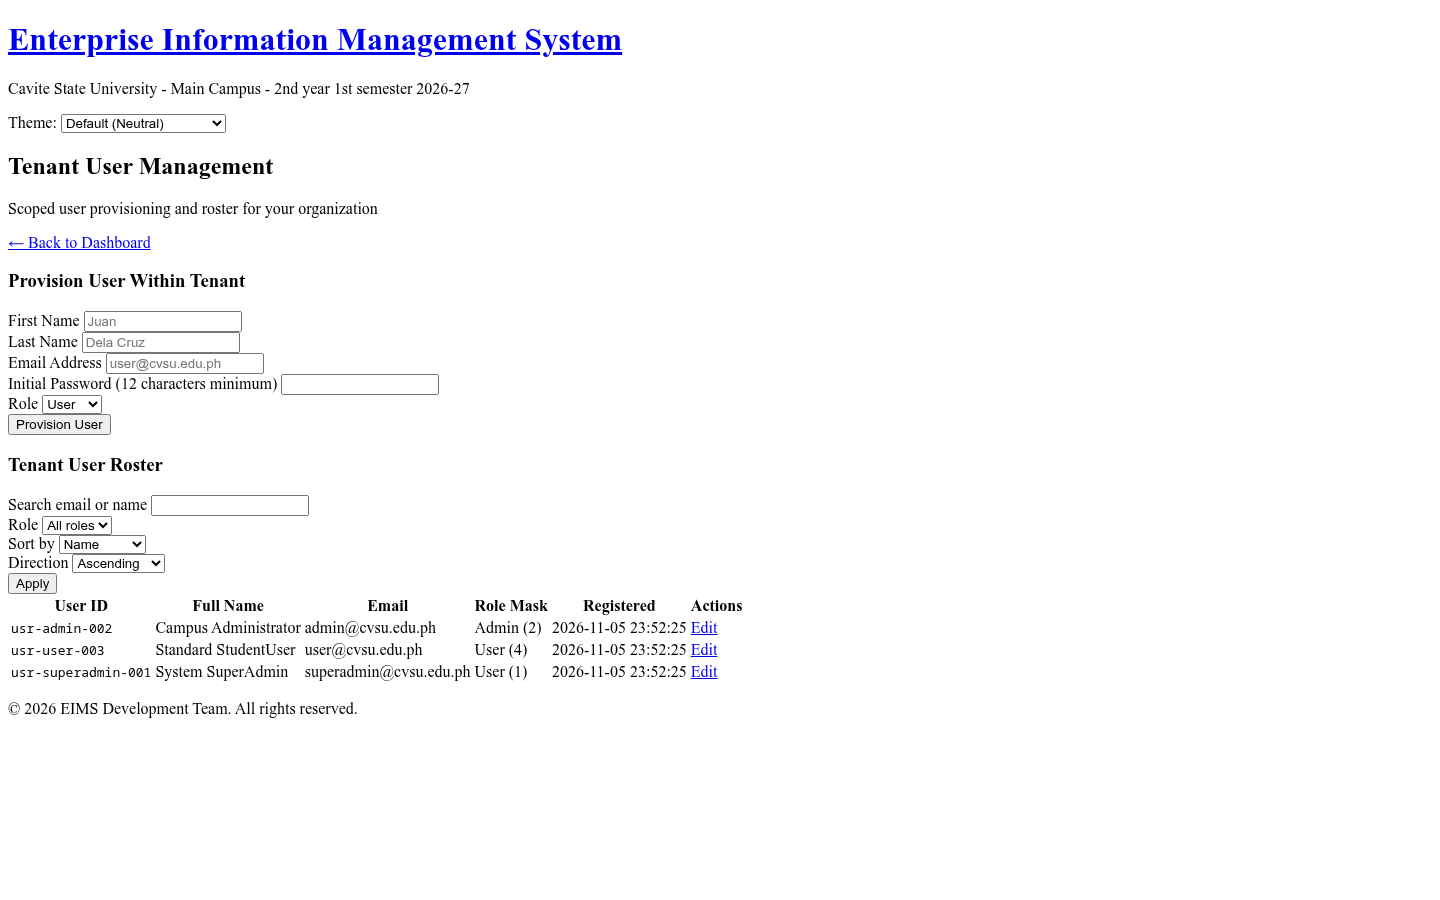 Enterprise Information Management System
Cavite State University - Main Campus - 2nd year 1st semester 2026-27
Theme: Default (Neutral)
Tenant User Management
Scoped user provisioning and roster for your organization
← Back to Dashboard
Provision User Within Tenant
First Name Juan
Last Name Dela Cruz
Email Address user@cvsu.edu.ph
Initial Password (12 characters minimum)
Role User
Provision User
Tenant User Roster
Search email or name
Role All roles
Sort by Name
Direction Ascending
Apply
User ID Full Name Email Role Mask Registered Actions
usr-admin-002 Campus Administrator admin@cvsu.edu.ph Admin (2) 2026-11-05 23:52:25 Edit
usr-user-003 Standard StudentUser user@cvsu.edu.ph User (4) 2026-11-05 23:52:25 Edit
usr-superadmin-001 System SuperAdmin superadmin@cvsu.edu.ph User (1) 2026-11-05 23:52:25 Edit
© 2026 EIMS Development Team. All rights reserved.